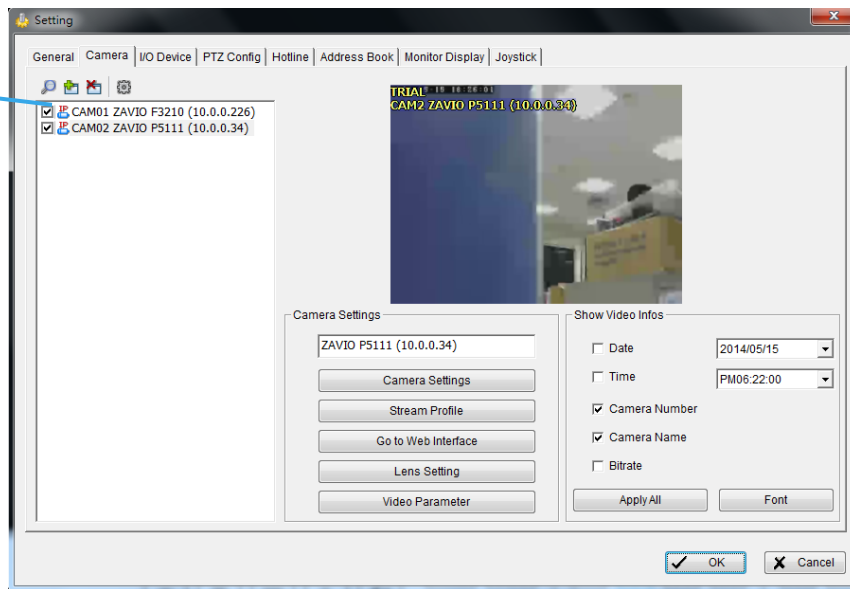 Setting
General Camera I/O Device PTZ Config Hotline Address Book Monitor Display Joystick
IP CAM01 ZAVIO F3210 (10.0.0.226)
IP CAM02 ZAVIO P5111 (10.0.0.34)
TRIAL
CAM2 ZAVIO P5111 (10.0.0.34)
Camera Settings
ZAVIO P5111 (10.0.0.34)
Camera Settings
Stream Profile
Go to Web Interface
Lens Setting
Video Parameter
Show Video Infos
Date 2014/05/15
Time PM06:22:00
Camera Number
Camera Name
Bitrate
Apply All Font
OK Cancel